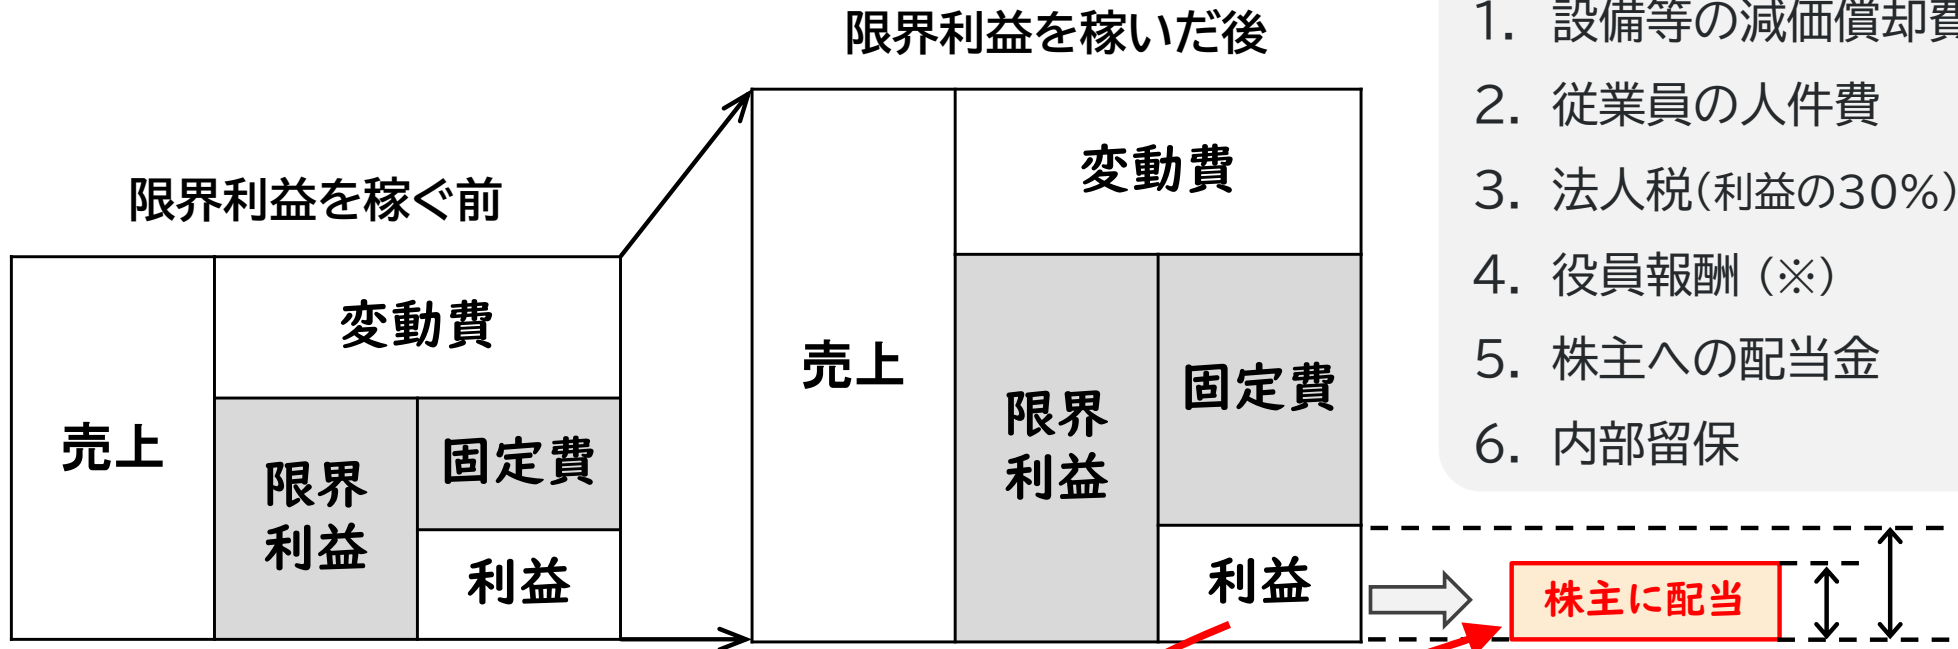 限界利益を稼いだ後
限界利益を稼ぐ前
売上
変動費
限界
利益
固定費
利益
売上
変動費
限界
利益
固定費
利益
株主に配当
1. 設備等の減価償却費
2. 従業員の人件費
3. 法人税(利益の30%)
4. 役員報酬(※)
5. 株主への配当金
6. 内部留保